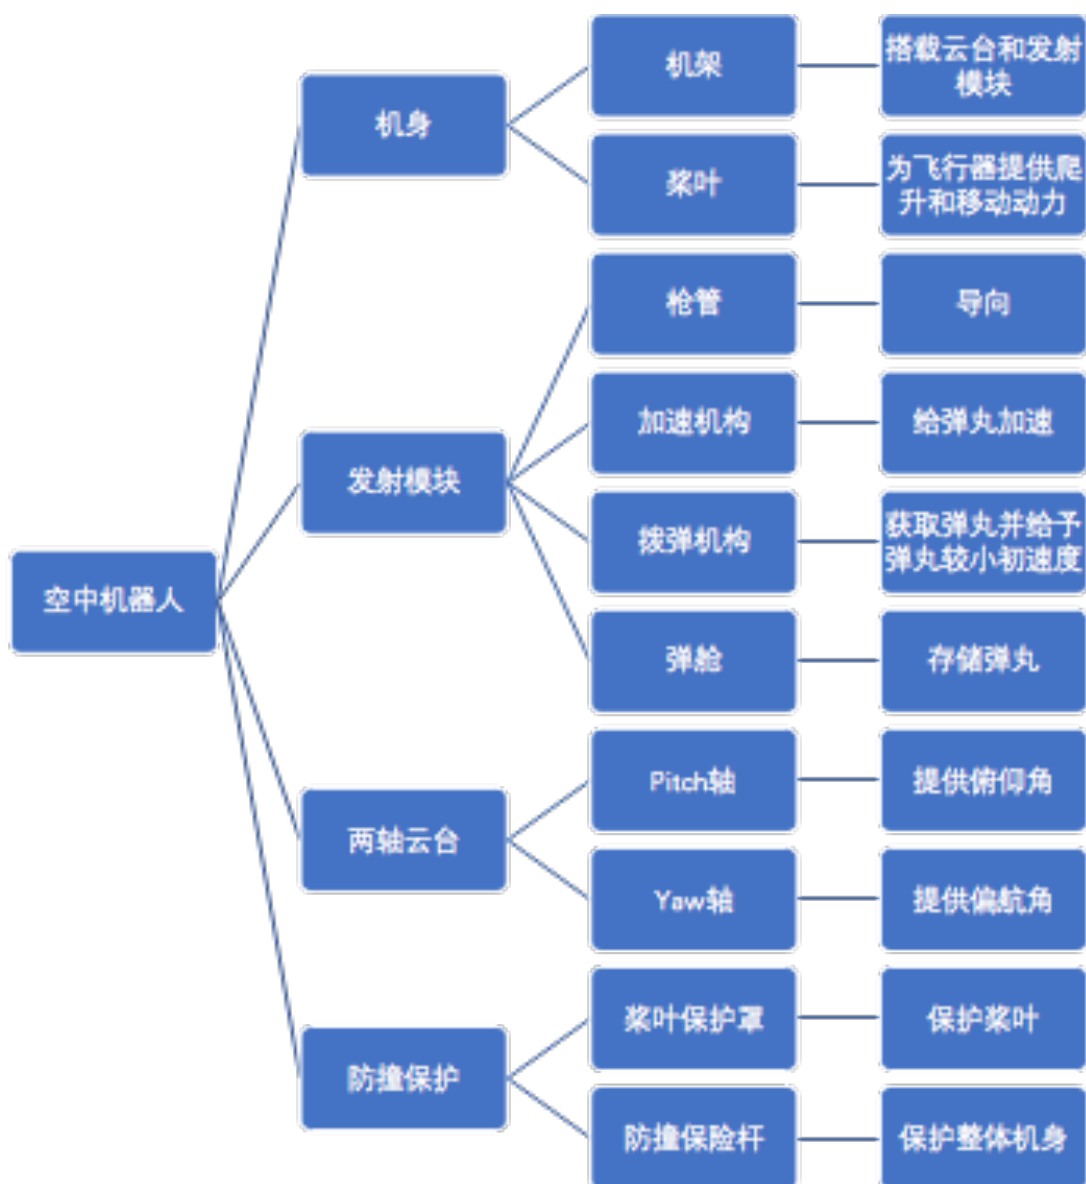 空中机器人
机身
机架
搭载云台和发射
模块
桨叶
为飞行器提供爬
升和移动动力
发射模块
枪管
导向
加速机构
给弹丸加速
拨弹机构
获取弹丸并给予
弹丸较小初速度
弹舱
存储弹丸
两轴云台
Pitch轴
提供俯仰角
Yaw轴
提供偏航角
防撞保护
桨叶保护罩
保护桨叶
防撞保险杆
保护整体机身